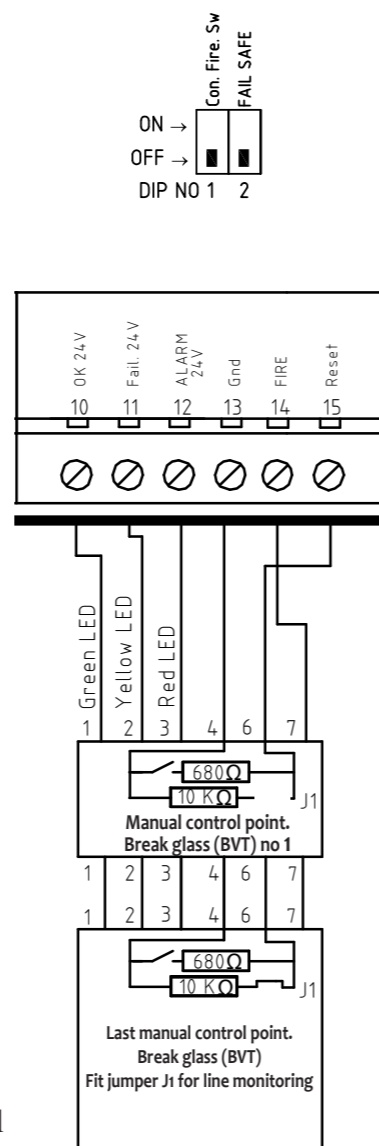 Con. Fire. Sw
FAIL SAFE
ON →
OFF →
DIP NO 1 2
OK 24V
Fail. 24V
ALARM
24V
Gnd
FIRE
Reset
10 11 12 13 14 15
Green LED
Yellow LED
Red LED
1 2 3 4 6 7
680Ω
10 KΩ
J1
Manual control point.
Break glass (BVT) no 1
1 2 3 4 6 7
1 2 3 4 6 7
680Ω
10 KΩ
J1
Last manual control point.
Break glass (BVT)
Fit jumper J1 for line monitoring